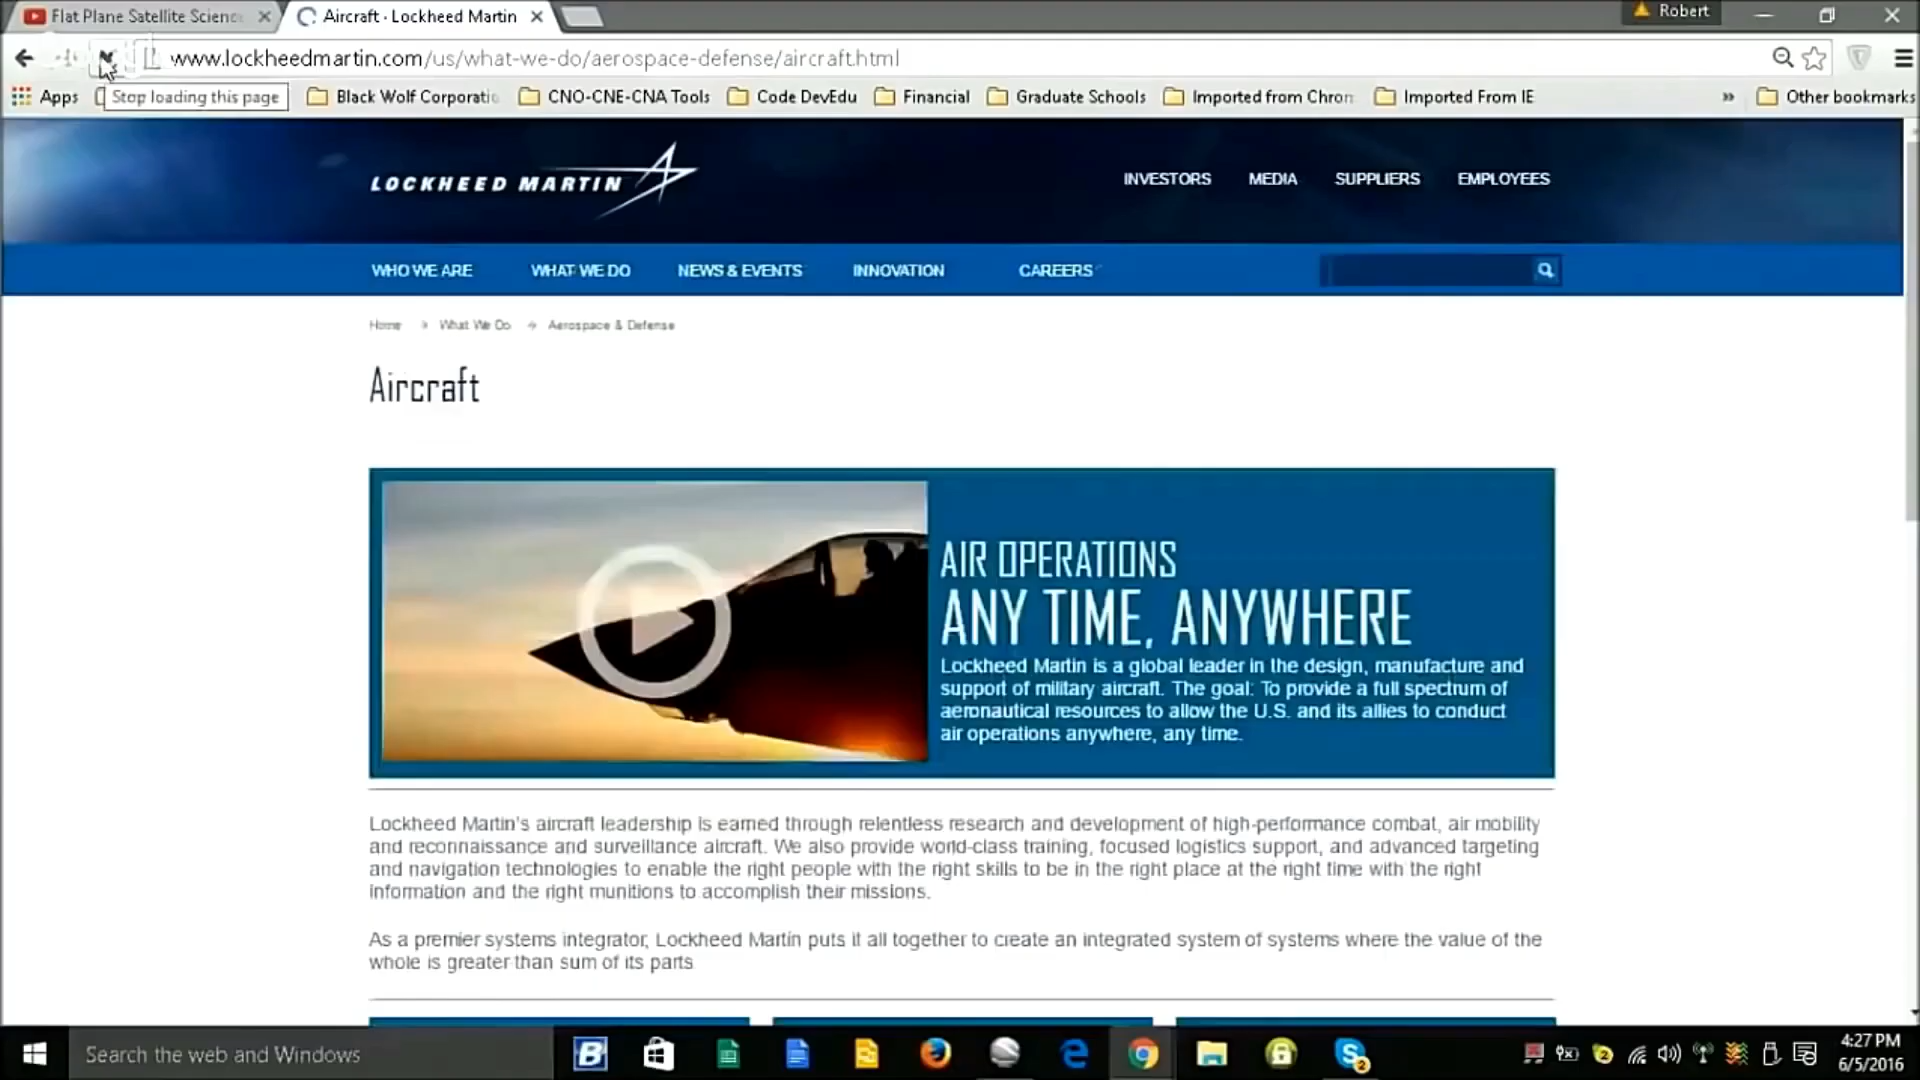 Flat Plane Satellite Scienc
Aircraft · Lockheed Martin
Robert
www.lockheedmartin.com/us/what-we-do/aerospace-defense/aircraft.html
Apps
Stop loading this page
Black Wolf Corporati
CNO-CNE-CNA Tools
Code DevEdu
Financial
Graduate Schools
Imported from Chrom
Imported From IE
»
Other bookmarks
LOCKHEED MARTIN
INVESTORS
MEDIA
SUPPLIERS
EMPLOYEES
WHO WE ARE
WHAT WE DO
NEWS & EVENTS
INNOVATION
CAREERS
Home
What We Do
Aerospace & Defense
Aircraft
AIR OPERATIONS
ANY TIME, ANYWHERE
Lockheed Martin is a global leader in the design, manufacture and
support of military aircraft. The goal: To provide a full spectrum of
aeronautical resources to allow the U.S. and its allies to conduct
air operations anywhere, any time.
Lockheed Martin's aircraft leadership is earned through relentless research and development of high-performance combat, air mobility
and reconnaissance and surveillance aircraft. We also provide world-class training, focused logistics support, and advanced targeting
and navigation technologies to enable the right people with the right skills to be in the right place at the right time with the right
information and the right munitions to accomplish their missions.
As a premier systems integrator, Lockheed Martin puts it all together to create an integrated system of systems where the value of the
whole is greater than sum of its parts
Search the web and Windows
B
2
2
4:27 PM
6/5/2016